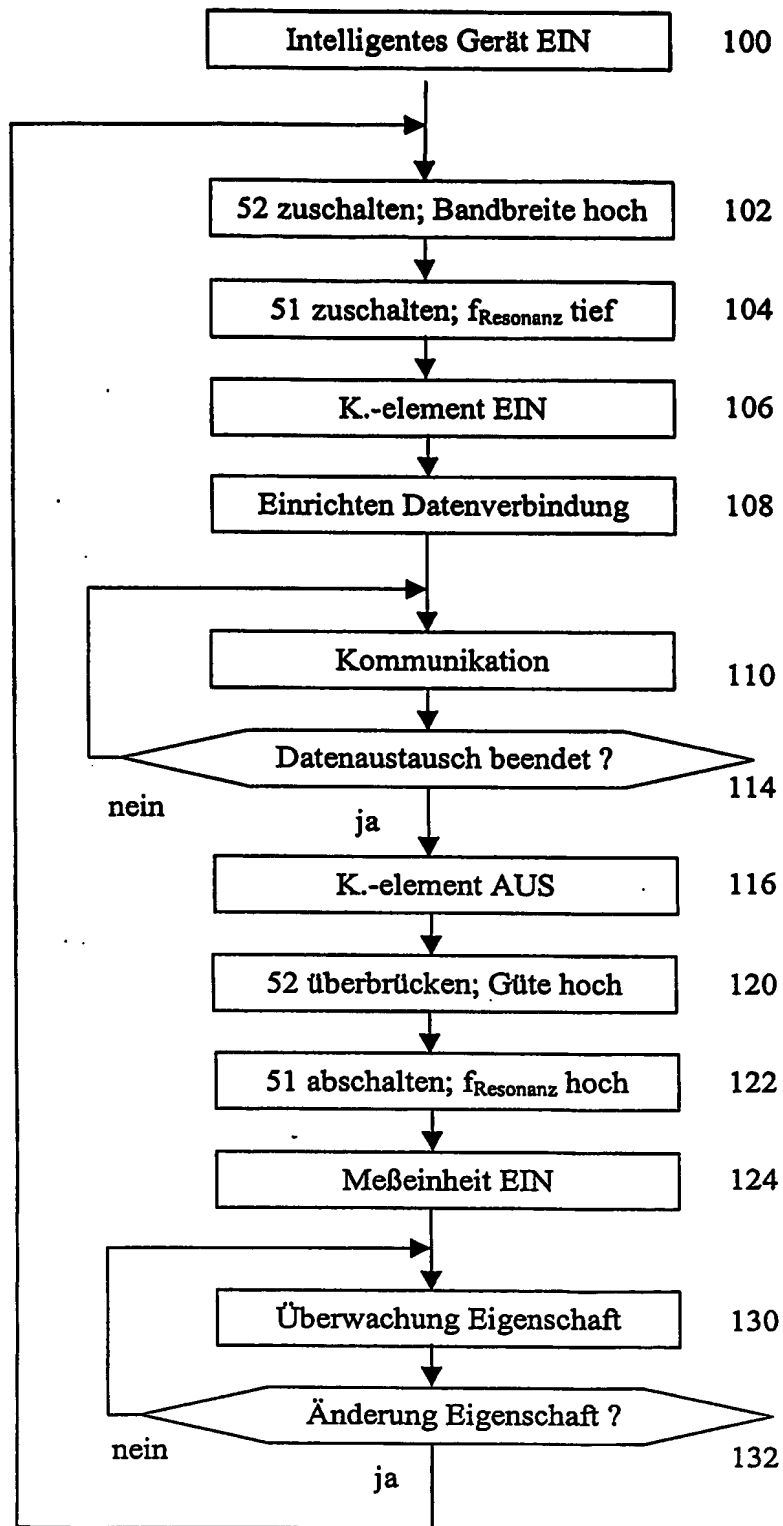 Intelligentes Gerät EIN 100
52 zuschalten; Bandbreite hoch 102
51 zuschalten; fResonanz tief 104
K.-element EIN 106
Einrichten Datenverbindung 108
Kommunikation 110
Datenaustausch beendet ? 114
nein
ja
K.-element AUS 116
52 überbrücken; Güte hoch 120
51 abschalten; fResonanz hoch 122
Meßeinheit EIN 124
Überwachung Eigenschaft 130
Änderung Eigenschaft ? 132
nein
ja